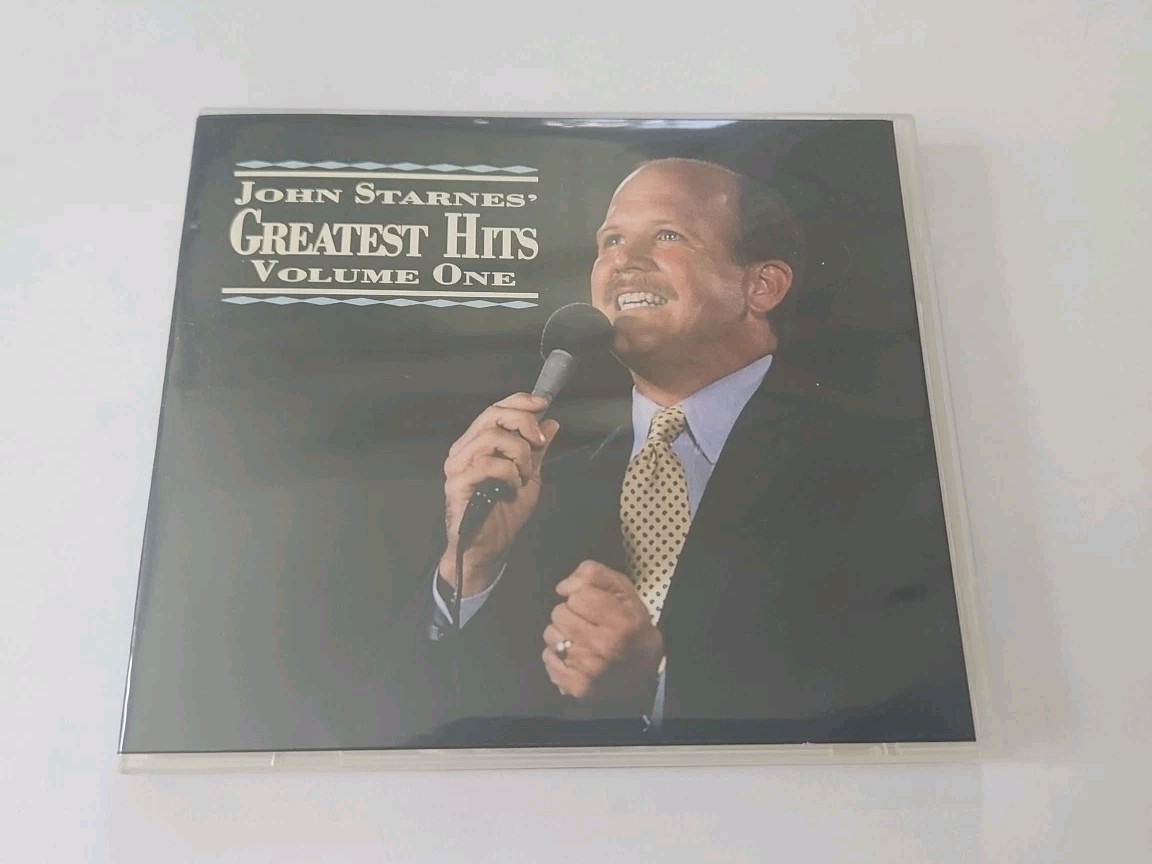 John Starnes'
Greatest Hits
Volume One